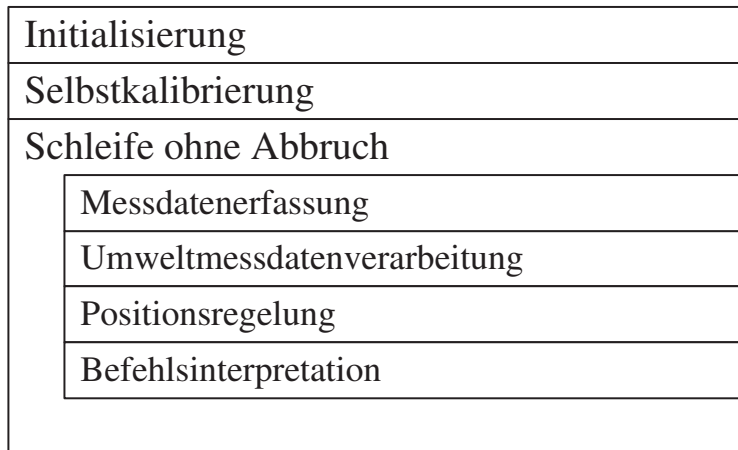 Initialisierung
Selbstkalibrierung
Schleife ohne Abbruch
Messdatenerfassung
Umweltmessdatenverarbeitung
Positionsregelung
Befehlsinterpretation